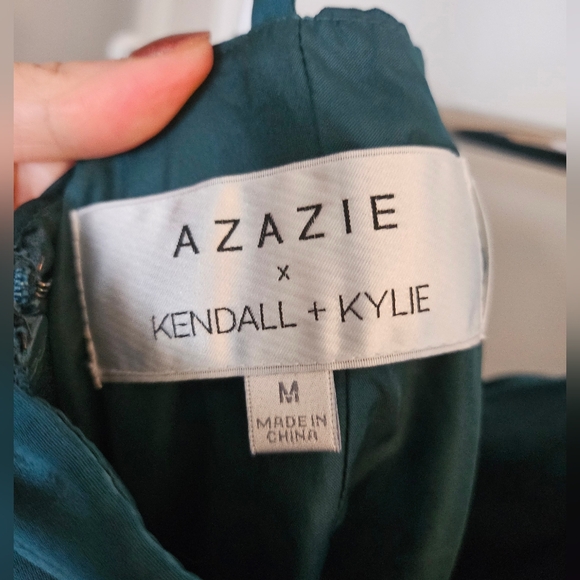 AZAZIE
x
KENDALL + KYLIE
M
MADE IN
CHINA